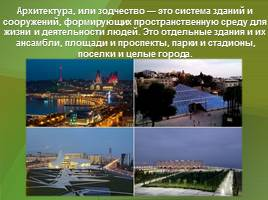 Архитектура, или зодчество — это система зданий и
сооружений, формирующих пространственную среду для
жизни и деятельности людей. Это отдельные здания и их
ансамбли, площади и проспекты, парки и стадионы,
поселки и целые города.